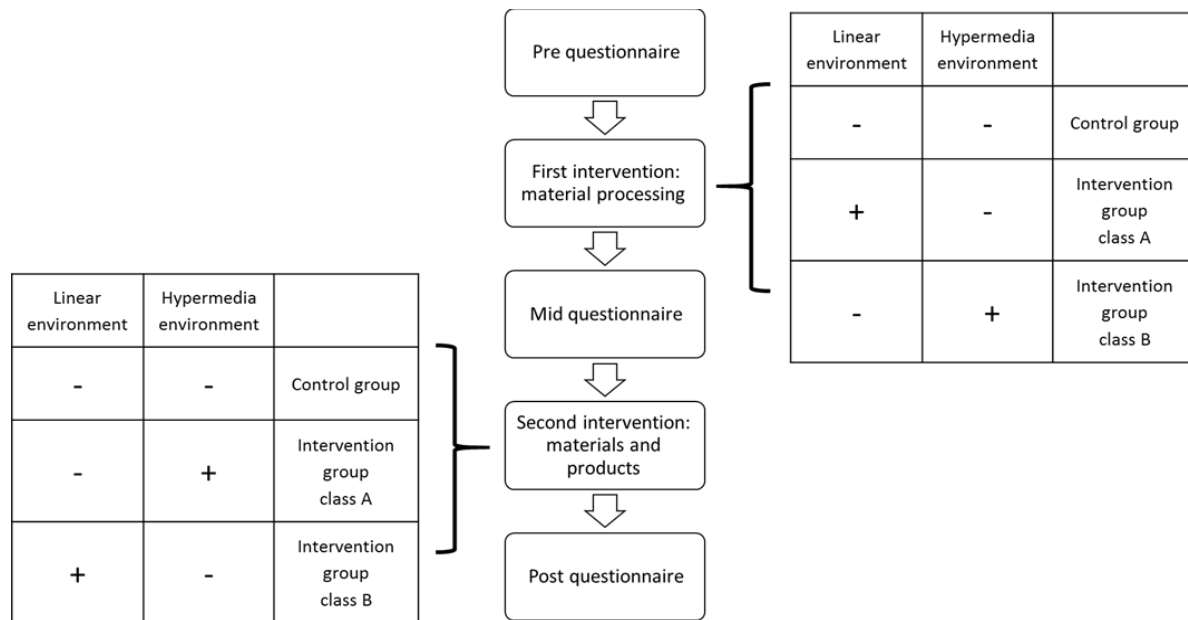 Pre questionnaire
First intervention:
material processing
Mid questionnaire
Second intervention:
materials and
products
Post questionnaire
Linear
environment
Hypermedia
environment
-
-
Control group
+
-
Intervention
group
class A
-
+
Intervention
group
class B
Linear
environment
Hypermedia
environment
-
-
Control group
-
+
Intervention
group
class A
+
-
Intervention
group
class B